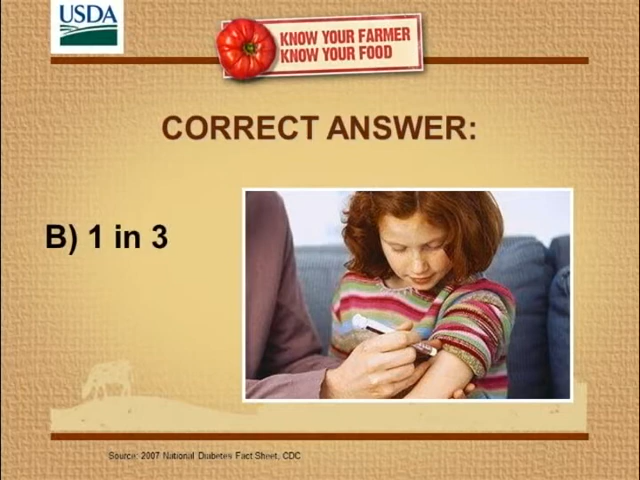 USDA
KNOW YOUR FARMER
KNOW YOUR FOOD
CORRECT ANSWER:
B) 1 in 3
Source: 2007 National Diabetes Fact Sheet, CDC